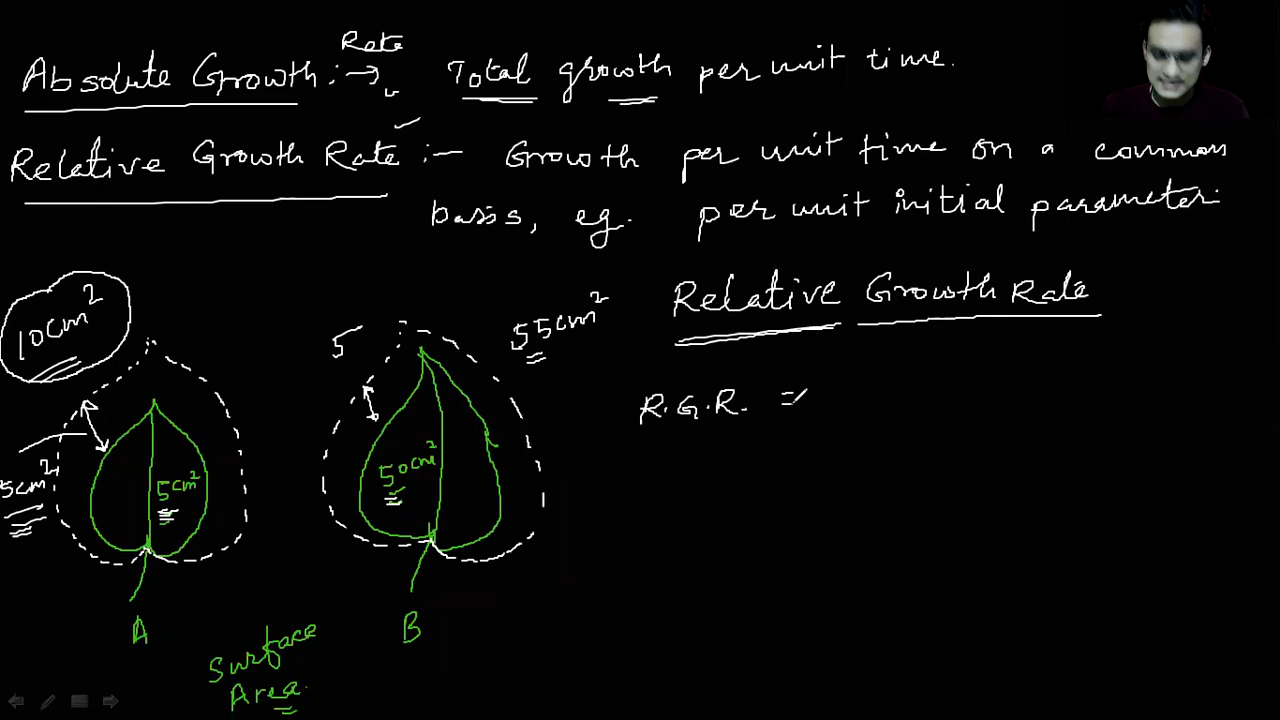 Rate
Absolute Growth :→ Total growth per unit time.
Relative Growth Rate :- Growth per unit time on a common
basis, eg. per unit initial parameter.
Relative Growth Rate
10cm²
5
55cm²
R.G.R. =
50cm²
5cm²
5cm²
A
B
Surface
Area.